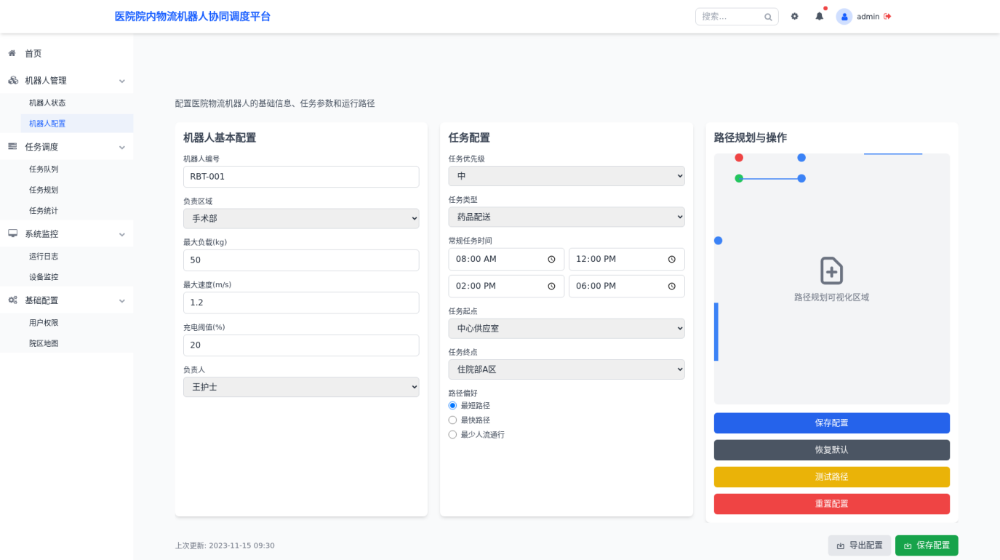 医院院内物流机器人协同调度平台
搜索...
admin
首页
机器人管理
机器人状态
机器人配置
任务调度
任务队列
任务规划
任务统计
系统监控
运行日志
设备监控
基础配置
用户权限
院区地图
配置医院物流机器人的基础信息、任务参数和运行路径
机器人基本配置
机器人编号
RBT-001
负责区域
手术部
最大负载(kg)
50
最大速度(m/s)
1.2
充电阈值(%)
20
负责人
王护士
任务配置
任务优先级
中
任务类型
药品配送
常规任务时间
08:00 AM 12:00 PM
02:00 PM 06:00 PM
任务起点
中心供应室
任务终点
住院部A区
路径偏好
最短路径
最快路径
最少人流通行
路径规划与操作
路径规划可视化区域
保存配置
恢复默认
测试路径
重置配置
上次更新: 2023-11-15 09:30
导出配置
保存配置